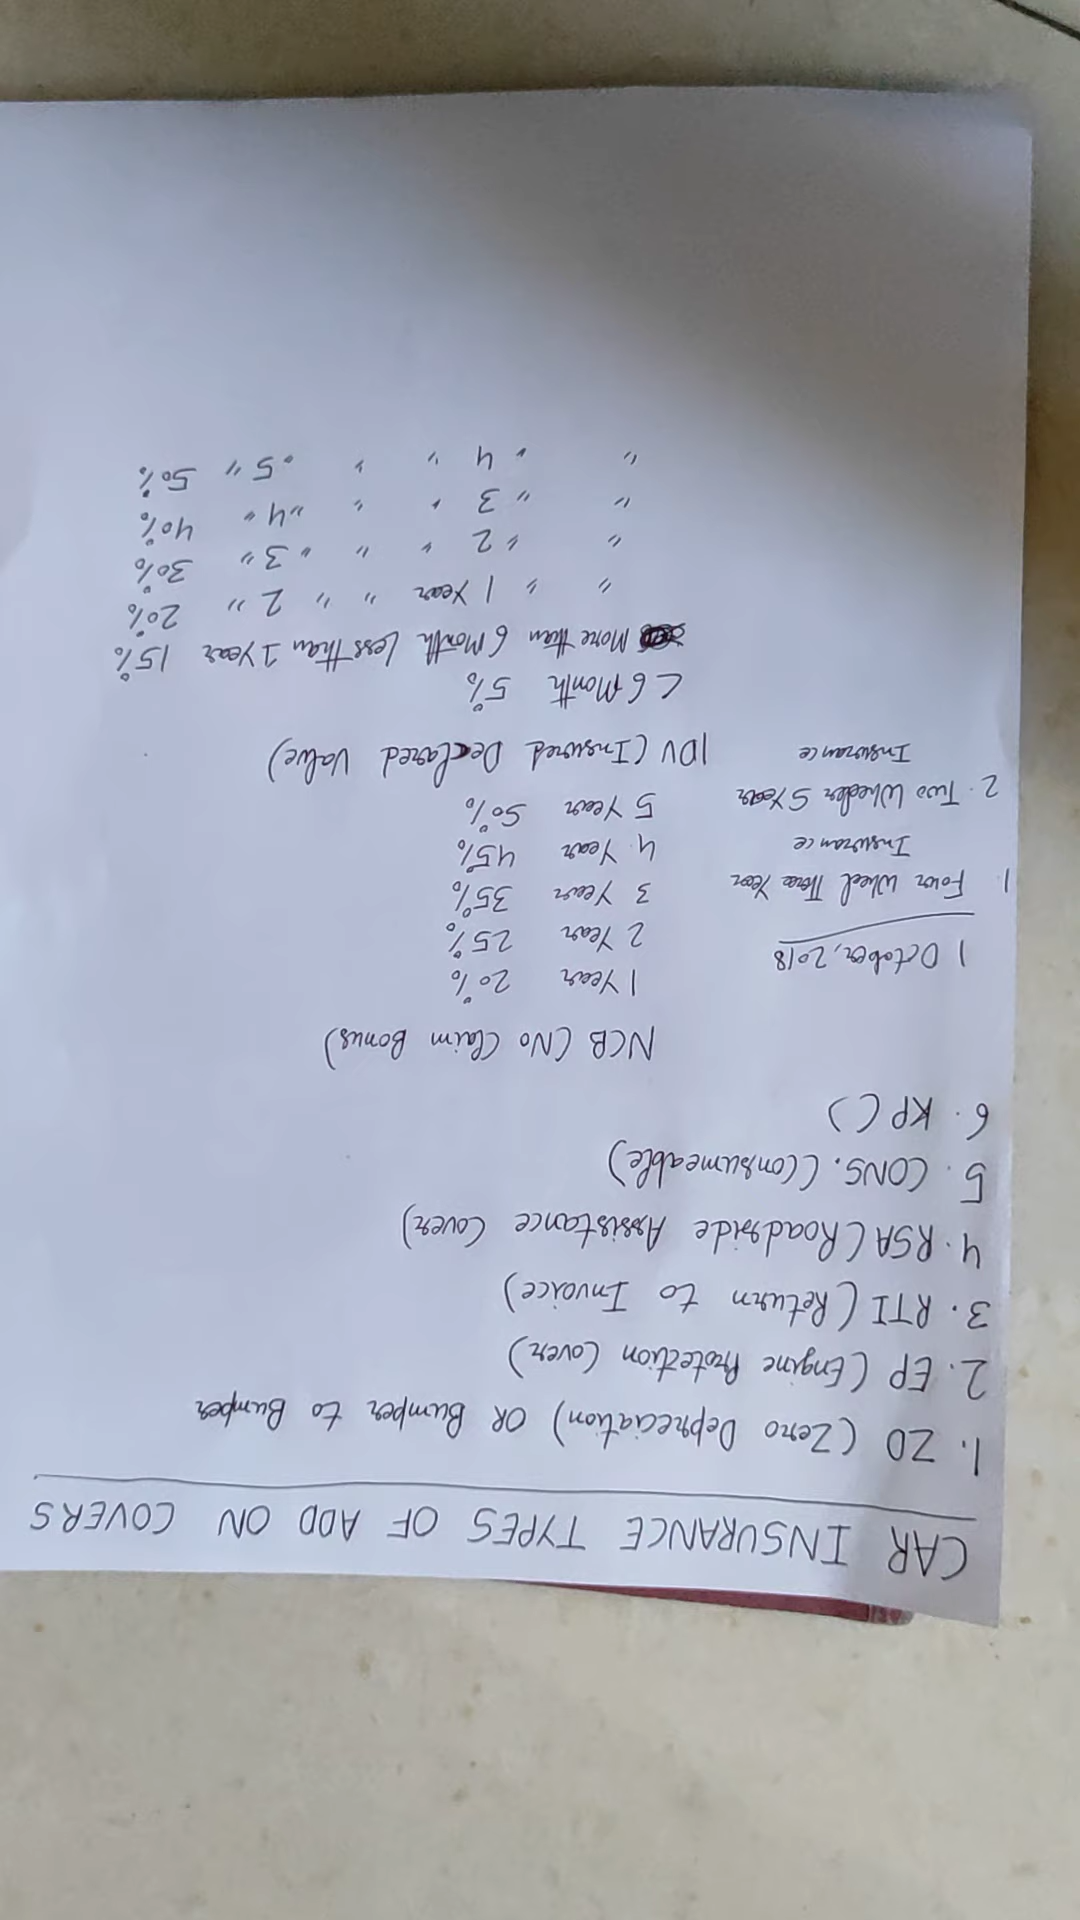 CAR INSURANCE TYPES OF ADD ON COVERS
1. ZD (Zero Depreciation) OR Bumper to Bumper
2. EP (Engine Protection Cover)
3. RTI (Return to Invoice)
4. RSA (Roadside Assistance Cover)
5. CONS. (Consumeable)
6. KP ( )
NCB (No Claim Bonus)
1 Year 20%
2 Year 25%
3 Year 35%
4 Year 45%
5 Year 50%
1 October, 2018
1. Four Wheel Three Year
Insurance
2. Two Wheeler 5 Year
Insurance
IDV (Insured Declared Value)
< 6 Month 5%
More than 6 Month Less than 1 Year 15%
" " 1 Year " " 2 " 20%
" " 2 " " " 3 " 30%
" " 3 " " " 4 " 40%
" " 4 " " " 5 " 50%